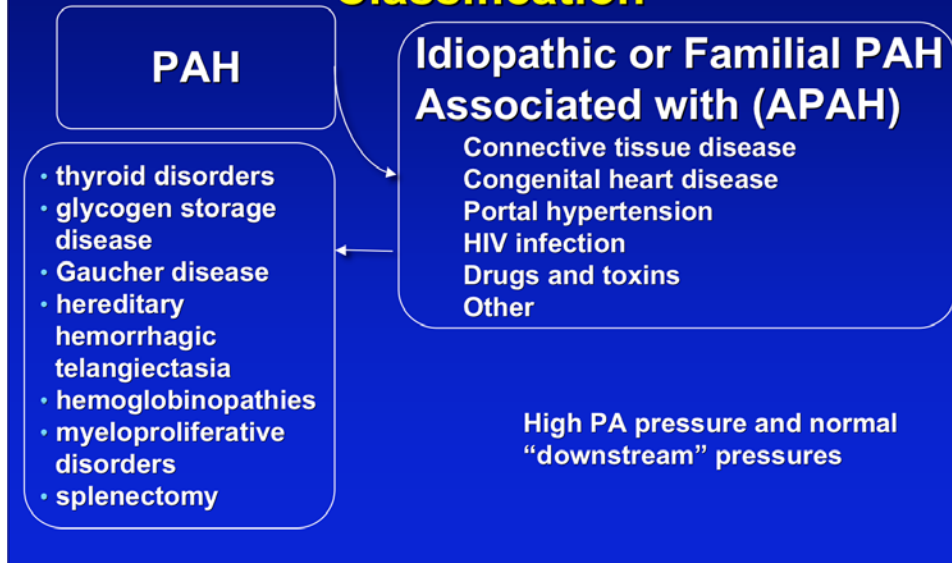 Classification
PAH
Idiopathic or Familial PAH
Associated with (APAH)
Connective tissue disease
Congenital heart disease
Portal hypertension
HIV infection
Drugs and toxins
Other
• thyroid disorders
• glycogen storage
disease
• Gaucher disease
• hereditary
hemorrhagic
telangiectasia
• hemoglobinopathies
• myeloproliferative
disorders
• splenectomy
High PA pressure and normal
“downstream” pressures